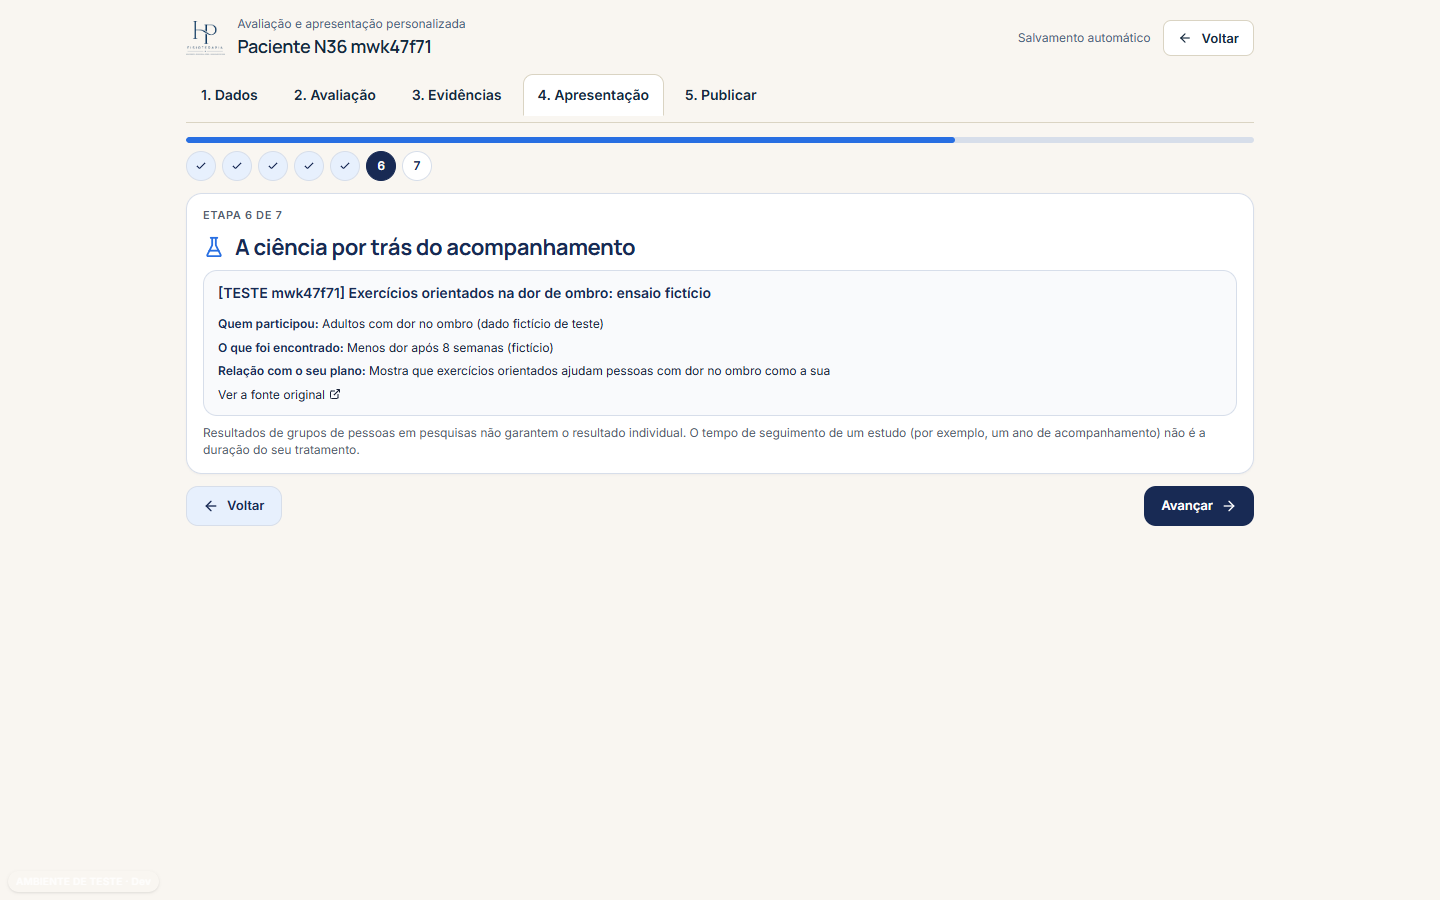 HP
FISIOTERAPIA
Avaliação e apresentação personalizada
Paciente N36 mwk47f71
Salvamento automático
Voltar
1. Dados
2. Avaliação
3. Evidências
4. Apresentação
5. Publicar
6
7
ETAPA 6 DE 7
A ciência por trás do acompanhamento
[TESTE mwk47f71] Exercícios orientados na dor de ombro: ensaio fictício
Quem participou: Adultos com dor no ombro (dado fictício de teste)
O que foi encontrado: Menos dor após 8 semanas (fictício)
Relação com o seu plano: Mostra que exercícios orientados ajudam pessoas com dor no ombro como a sua
Ver a fonte original
Resultados de grupos de pessoas em pesquisas não garantem o resultado individual. O tempo de seguimento de um estudo (por exemplo, um ano de acompanhamento) não é a
duração do seu tratamento.
Voltar
Avançar
AMBIENTE DE TESTE